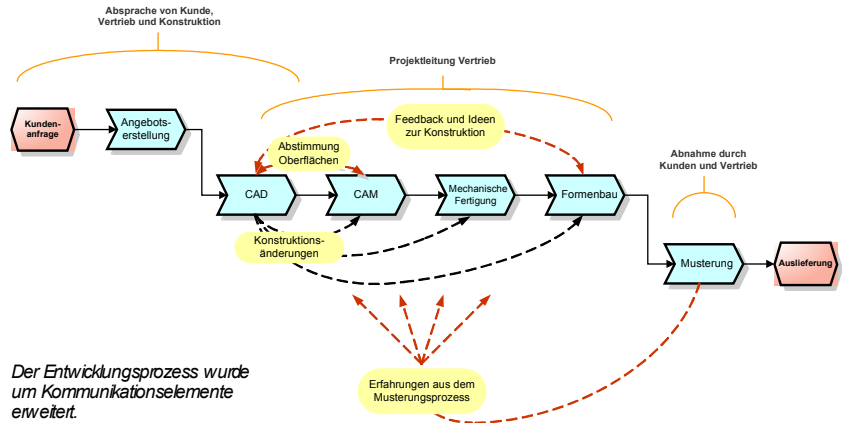 Absprache von Kunde,
Vertrieb und Konstruktion
Projektleitung Vertrieb
Kunden-
anfrage
Angebots-
erstellung
Feedback und Ideen
zur Konstruktion
Abstimmung
Oberflächen
Abnahme durch
Kunden und Vertrieb
CAD
CAM
Mechanische
Fertigung
Formenbau
Konstruktions-
änderungen
Musterung
Auslieferung
Der Entwicklungsprozess wurde
um Kommunikationselemente
erweitert.
Erfahrungen aus dem
Musterungsprozess